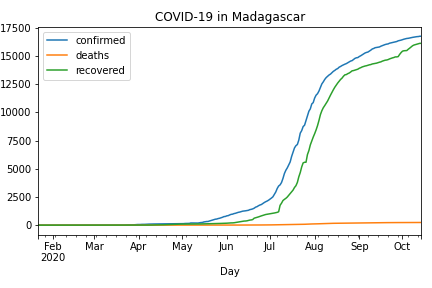 COVID-19 in Madagascar
17500
15000
12500
10000
7500
5000
2500
0
confirmed
deaths
recovered
Feb Mar Apr May Jun Jul Aug Sep Oct
2020
Day